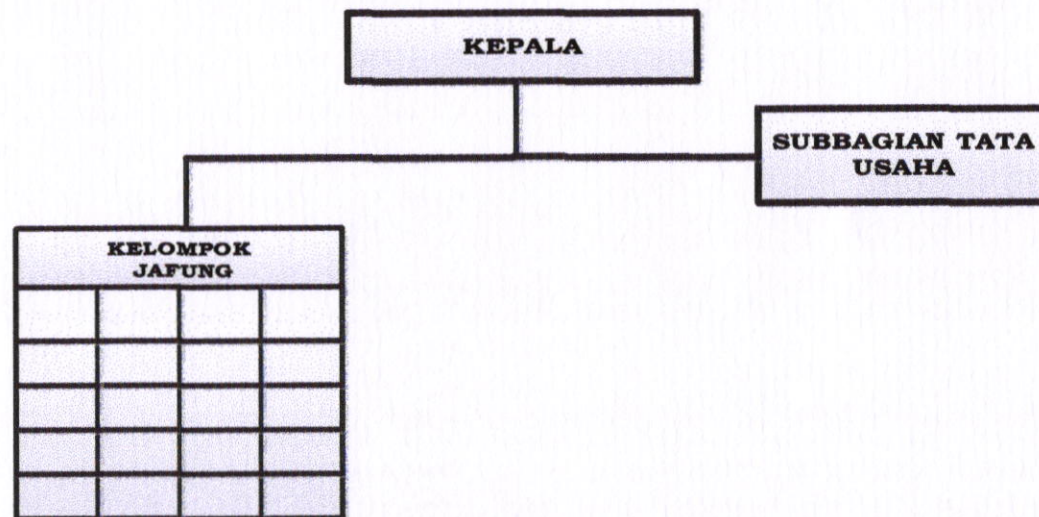 KEPALA
SUBBAGIAN TATA
USAHA
KELOMPOK
JAFUNG